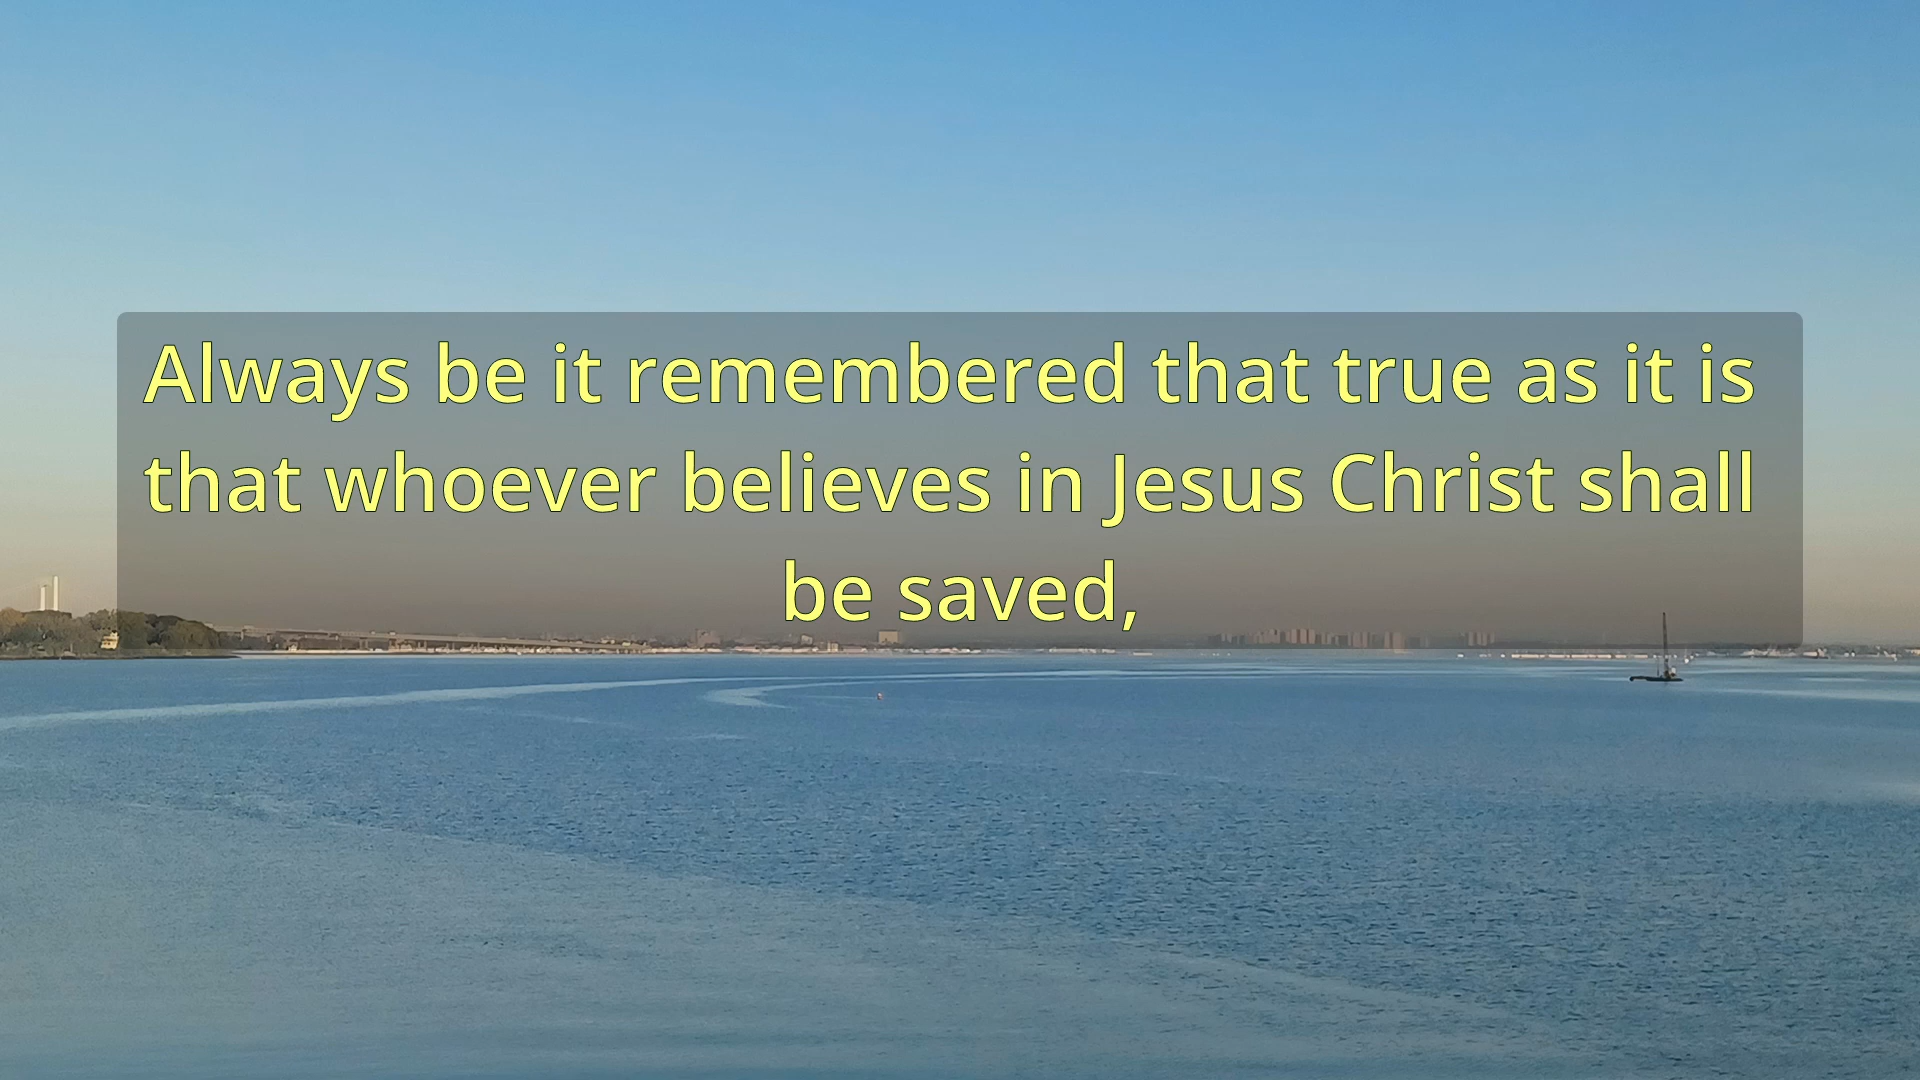 Always be it remembered that true as it is
that whoever believes in Jesus Christ shall
be saved,